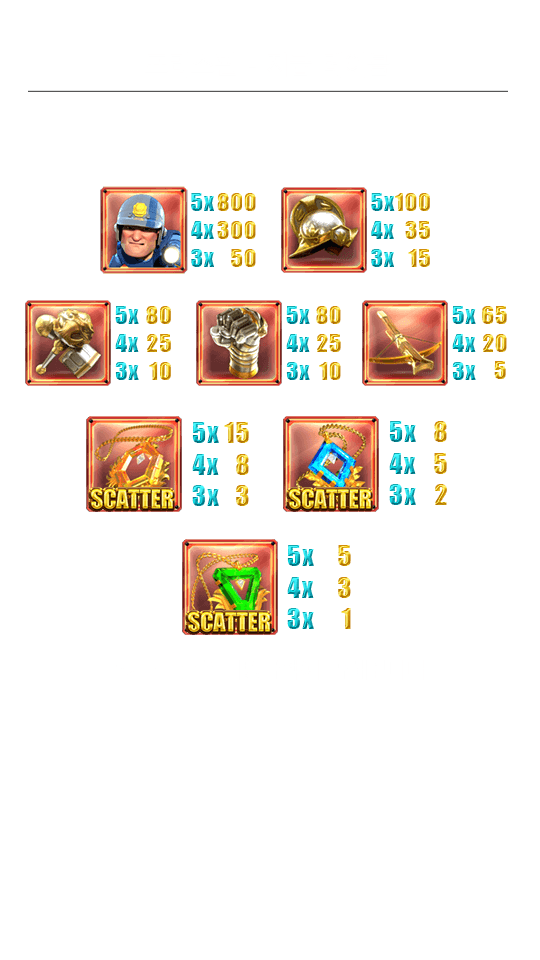 5x 800 5x 100
4x 300 4x 35
3x 50 3x 15
5x 80 5x 80 5x 65
4x 25 4x 25 4x 20
3x 10 3x 10 3x 5
5x 15 5x 8
4x 8 4x 5
3x 3 3x 2
SCATTER SCATTER
5x 5
4x 3
3x 1
SCATTER